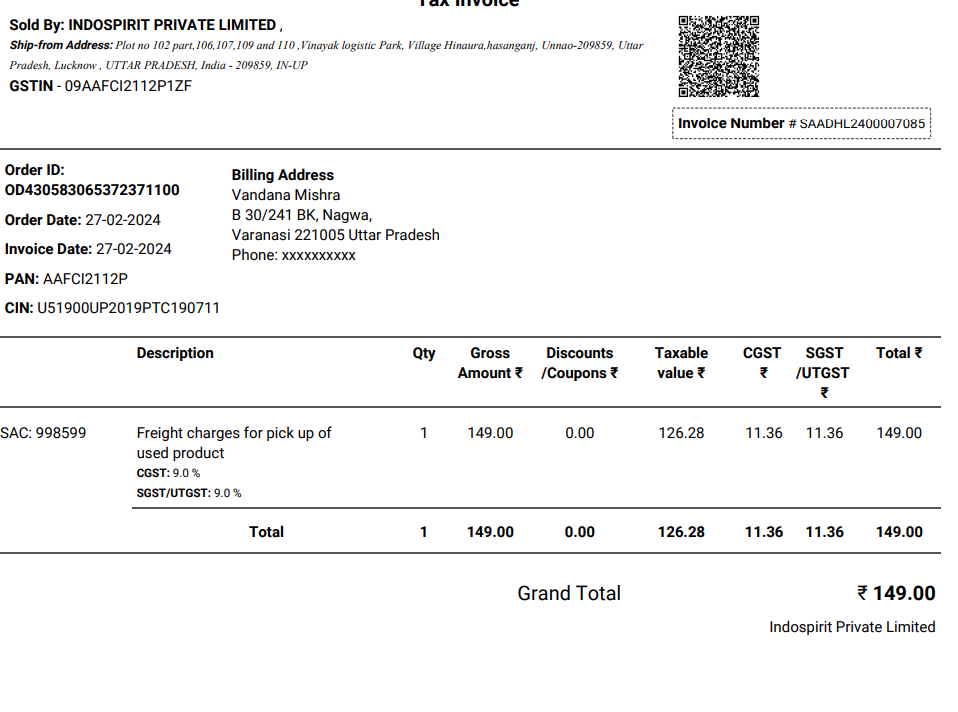 Tax Invoice
Sold By: INDOSPIRIT PRIVATE LIMITED ,
Ship-from Address: Plot no 102 part,106,107,109 and 110 ,Vinayak logistic Park, Village Hinaura,hasanganj, Unnao-209859, Uttar
Pradesh, Lucknow , UTTAR PRADESH, India - 209859, IN-UP
GSTIN - 09AAFCI2112P1ZF
Invoice Number # SAADHL2400007085
Order ID:
OD430583065372371100
Order Date: 27-02-2024
Invoice Date: 27-02-2024
PAN: AAFCI2112P
CIN: U51900UP2019PTC190711
Billing Address
Vandana Mishra
B 30/241 BK, Nagwa,
Varanasi 221005 Uttar Pradesh
Phone: xxxxxxxxxx
Description Qty Gross Discounts Taxable CGST SGST Total ₹
Amount ₹ /Coupons ₹ value ₹ ₹ /UTGST
₹
SAC: 998599 Freight charges for pick up of 1 149.00 0.00 126.28 11.36 11.36 149.00
used product
CGST: 9.0 %
SGST/UTGST: 9.0 %
Total 1 149.00 0.00 126.28 11.36 11.36 149.00
Grand Total ₹ 149.00
Indospirit Private Limited